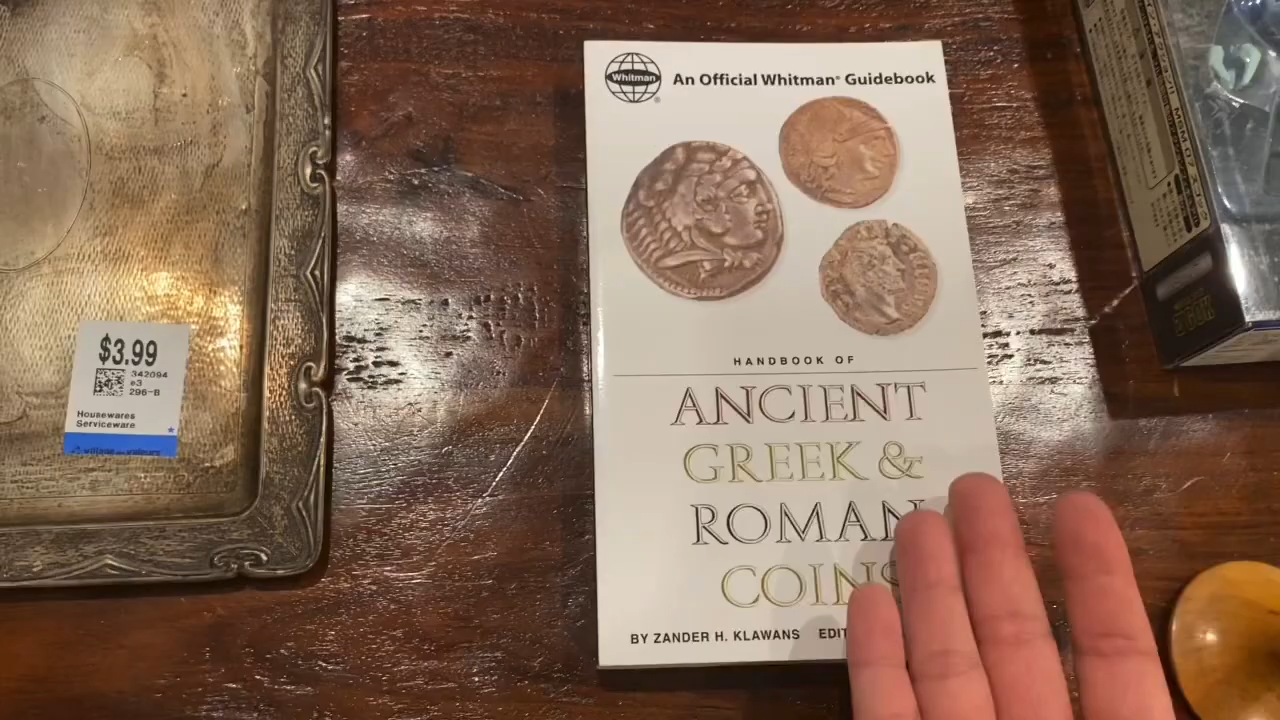 $3.99
342094
e3
296-B
Housewares
Serviceware
Whitman
An Official Whitman® Guidebook
HANDBOOK OF
ANCIENT
GREEK &
ROMAN
COINS
BY ZANDER H. KLAWANS EDIT